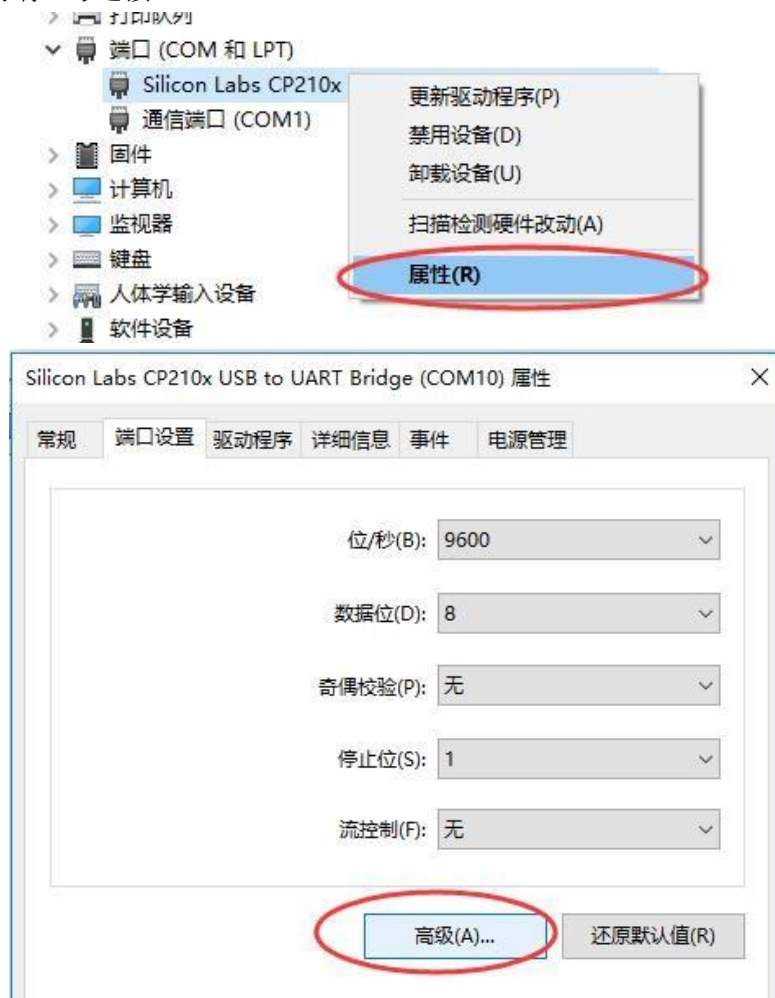 打印队列
端口 (COM 和 LPT)
Silicon Labs CP210x
通信端口 (COM1)
固件
计算机
监视器
键盘
人体学输入设备
软件设备
更新驱动程序(P)
禁用设备(D)
卸载设备(U)
扫描检测硬件改动(A)
属性(R)
Silicon Labs CP210x USB to UART Bridge (COM10) 属性
常规 端口设置 驱动程序 详细信息 事件 电源管理
位/秒(B): 9600
数据位(D): 8
奇偶校验(P): 无
停止位(S): 1
流控制(F): 无
高级(A)... 还原默认值(R)